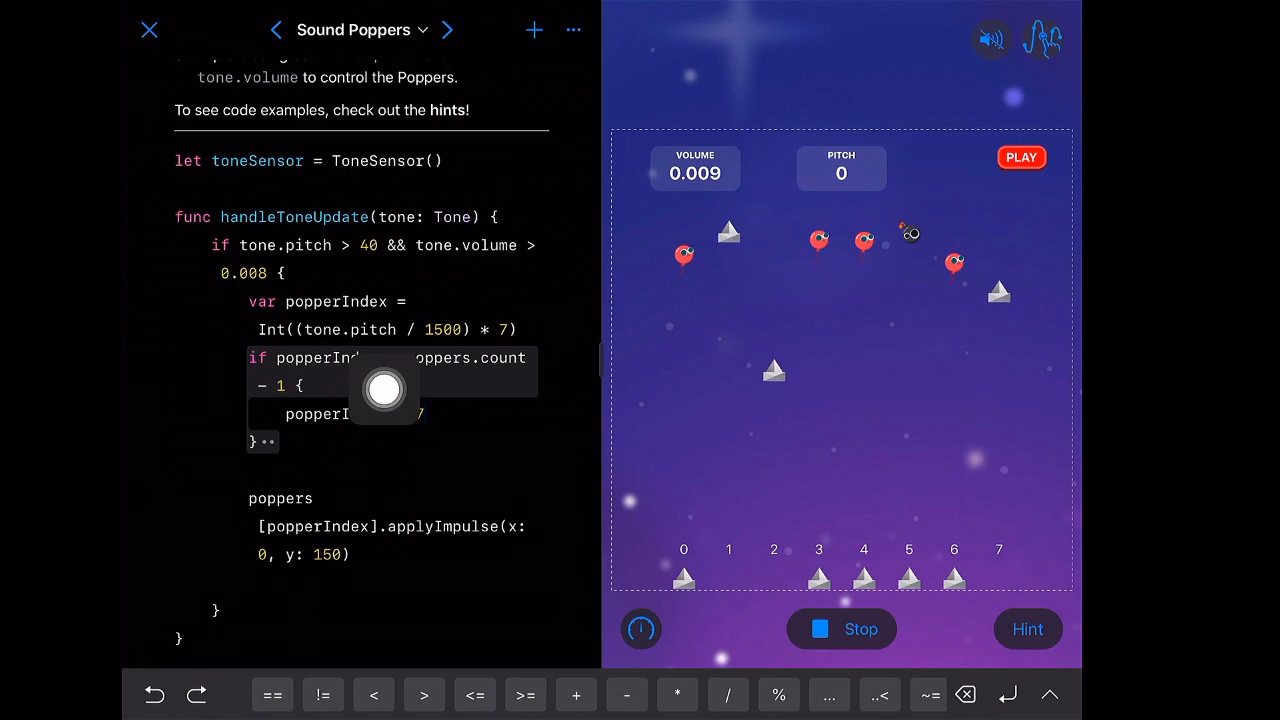 Sound Poppers
tone.volume to control the Poppers.
To see code examples, check out the hints!
let toneSensor = ToneSensor()
func handleToneUpdate(tone: Tone) {
if tone.pitch > 40 && tone.volume >
0.008 {
var popperIndex =
Int((tone.pitch / 1500) * 7)
if oppers.count
- 1 {
7
}
poppers
[popperIndex].applyImpulse(x:
0, y: 150)
}
}
VOLUME
0.009
PITCH
0
PLAY
0 1 2 3 4 5 6 7
Stop
Hint
== != < > <= >= + - * / % ... ..< ~=